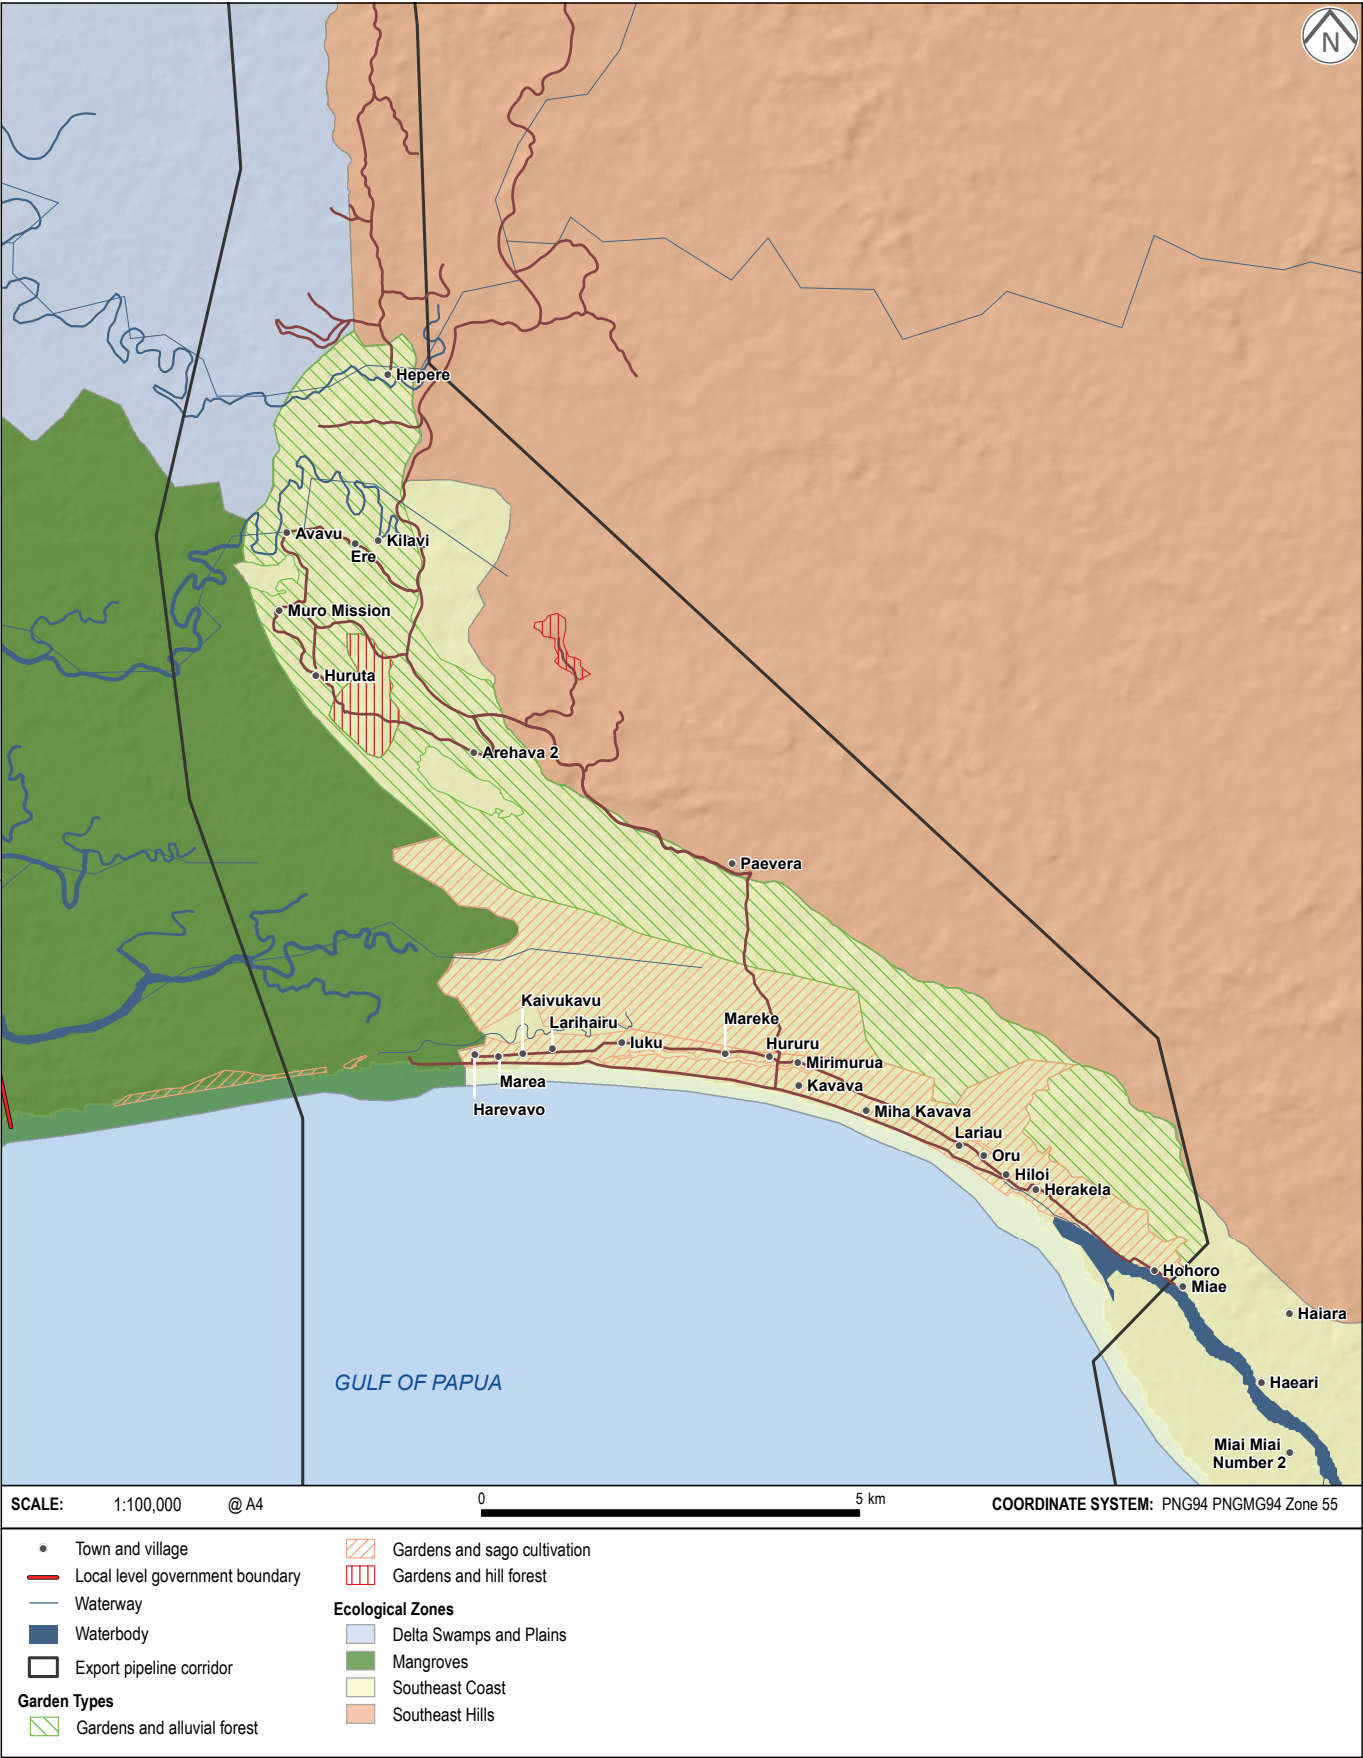 N
Hepere
Avavu
Kilavi
Ere
Muro Mission
Huruta
Arehava 2
Paevera
Kaivukavu
Larihairu
Mareke
Iuku
Hururu
Mirimurua
Marea
Kavava
Harevavo
Miha Kavava
Lariau
Oru
Hiloi
Herakela
Hohoro
Miae
Haiara
GULF OF PAPUA
Haeari
Miai Miai
Number 2
SCALE: 1:100,000 @ A4
0 5 km
COORDINATE SYSTEM: PNG94 PNGMG94 Zone 55
Town and village
Local level government boundary
Waterway
Waterbody
Export pipeline corridor
Garden Types
Gardens and alluvial forest
Gardens and sago cultivation
Gardens and hill forest
Ecological Zones
Delta Swamps and Plains
Mangroves
Southeast Coast
Southeast Hills